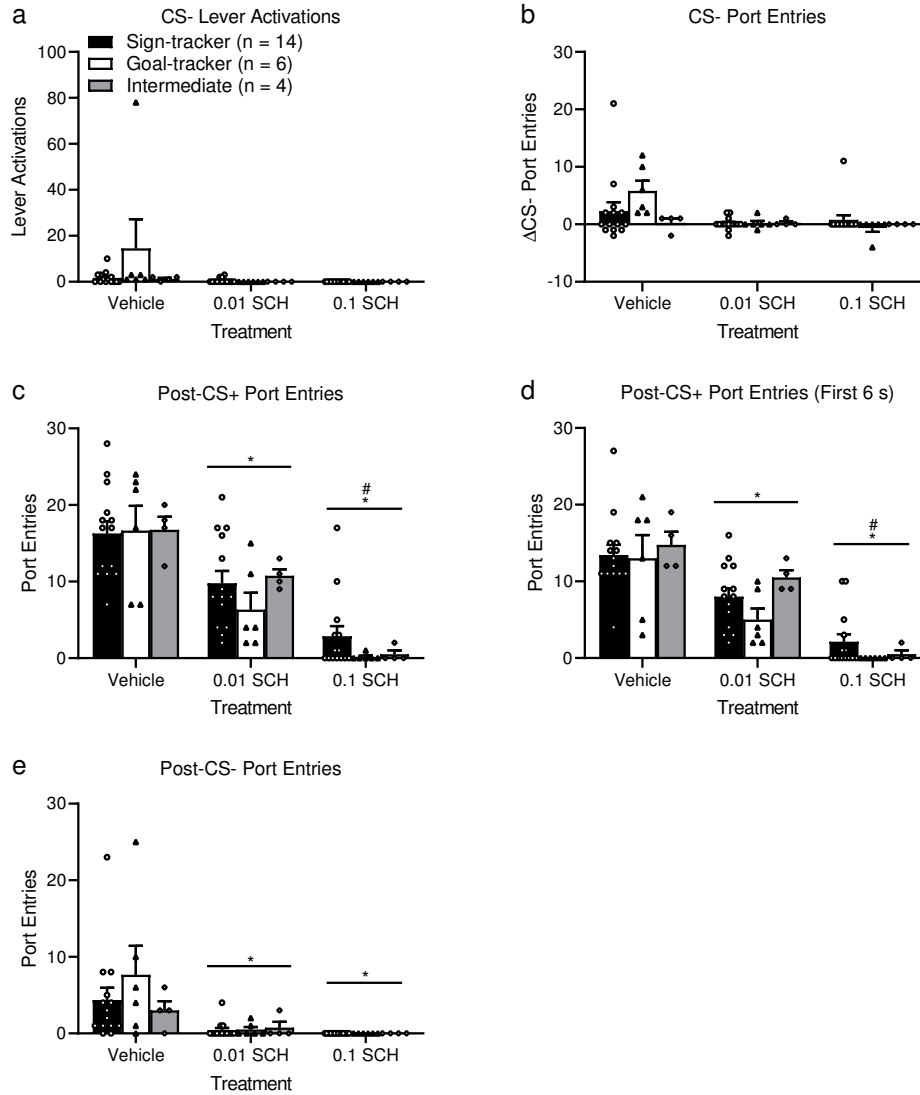 a
CS- Lever Activations
Sign-tracker (n = 14)
Goal-tracker (n = 6)
Intermediate (n = 4)
Lever Activations
100
80
60
40
20
0
Vehicle 0.01 SCH 0.1 SCH
Treatment
b
CS- Port Entries
ΔCS- Port Entries
30
20
10
0
-10
Vehicle 0.01 SCH 0.1 SCH
Treatment
c
Post-CS+ Port Entries
Port Entries
30
20
10
0
*
#
*
Vehicle 0.01 SCH 0.1 SCH
Treatment
d
Post-CS+ Port Entries (First 6 s)
Port Entries
30
20
10
0
*
#
*
Vehicle 0.01 SCH 0.1 SCH
Treatment
e
Post-CS- Port Entries
Port Entries
30
20
10
0
*
*
Vehicle 0.01 SCH 0.1 SCH
Treatment